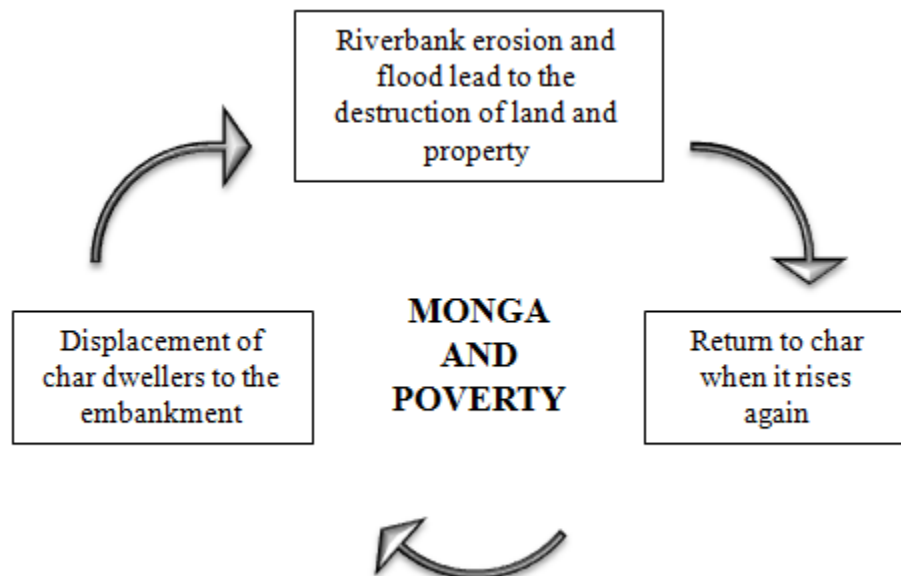 Riverbank erosion and
flood lead to the
destruction of land and
property
Displacement of
char dwellers to the
embankment
MONGA
AND
POVERTY
Return to char
when it rises
again